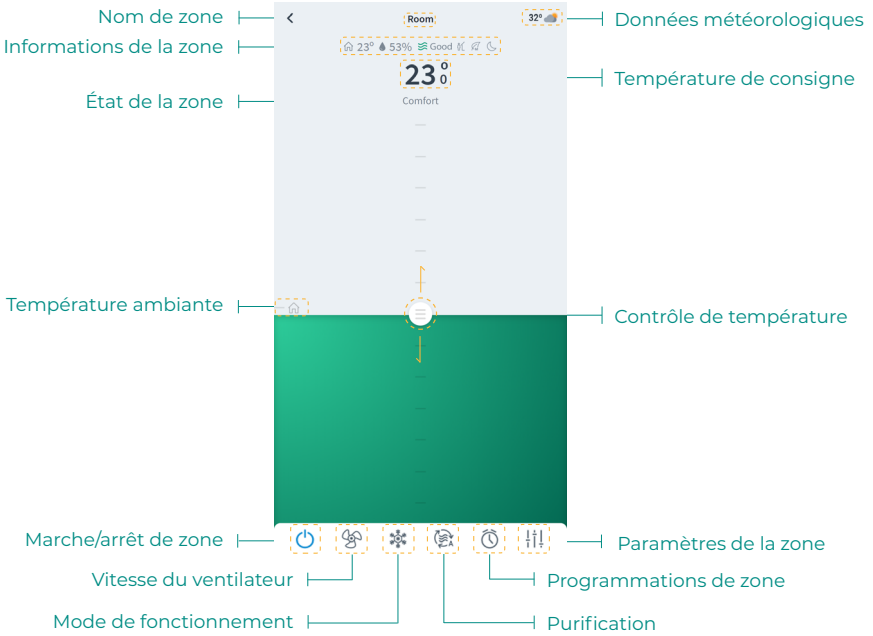 Nom de zone
Room
32°
Données météorologiques
Informations de la zone
23° 53% Good
23 0 0
Température de consigne
État de la zone
Comfort
Température ambiante
Contrôle de température
Marche/arrêt de zone
A
Paramètres de la zone
Vitesse du ventilateur
Programmations de zone
Mode de fonctionnement
Purification